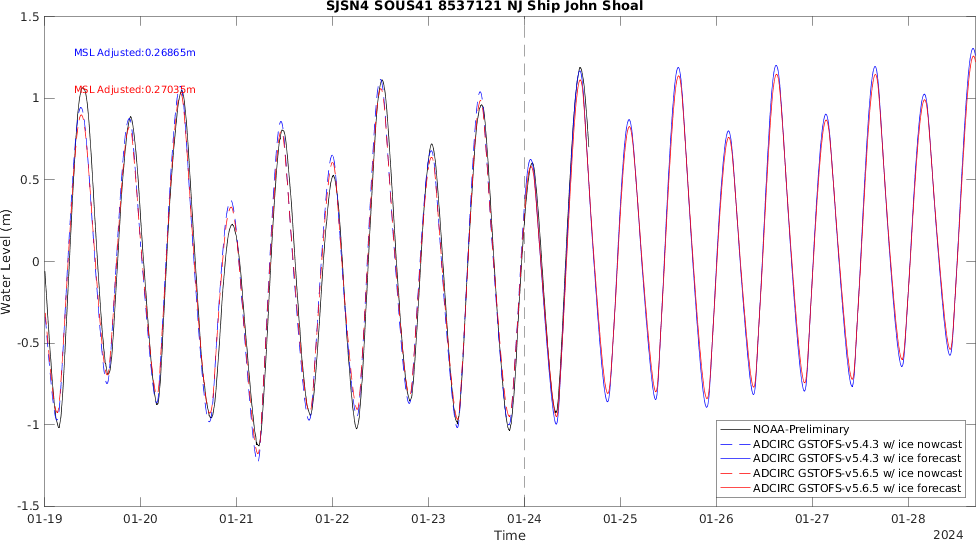 SJSN4 SOUS41 8537121 NJ Ship John Shoal
1.5
1
0.5
0
-0.5
-1
-1.5
Water Level (m)
MSL Adjusted:0.26865m
MSL Adjusted:0.27035m
NOAA-Preliminary
ADCIRC GSTOFS-v5.4.3 w/ ice nowcast
ADCIRC GSTOFS-v5.4.3 w/ ice forecast
ADCIRC GSTOFS-v5.6.5 w/ ice nowcast
ADCIRC GSTOFS-v5.6.5 w/ ice forecast
01-19 01-20 01-21 01-22 01-23 01-24 01-25 01-26 01-27 01-28
Time
2024